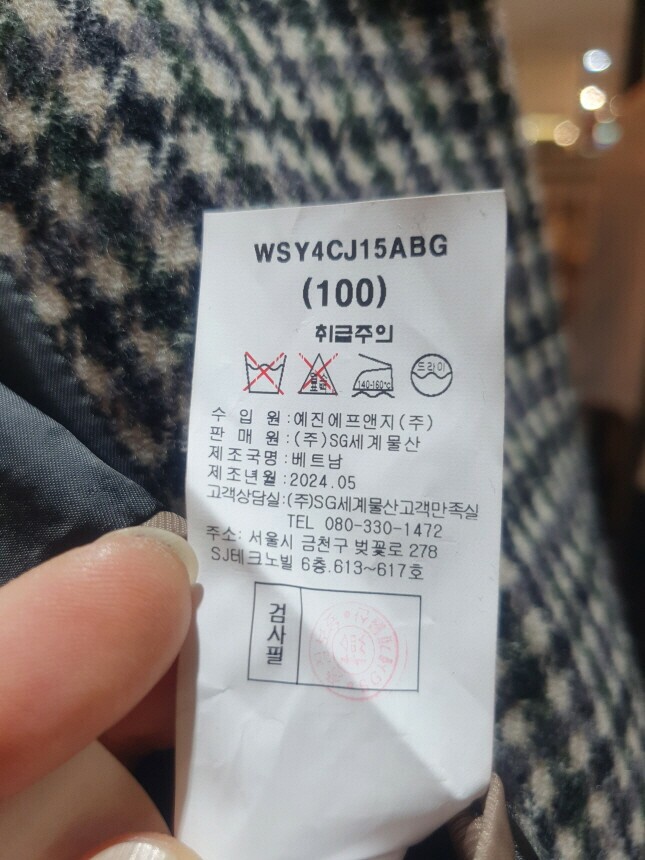 WSY4CJ15ABG
(100)
취급주의
염소
140-160℃
드라이
수 입 원 : 예진에프앤지(주)
판 매 원 : (주)SG세계물산
제조국명 : 베트남
제조년월 : 2024.05
고객상담실:(주)SG세계물산고객만족실
TEL 080-330-1472
주소: 서울시 금천구 벚꽃로 278
SJ테크노빌 6층.613~617호
검사필